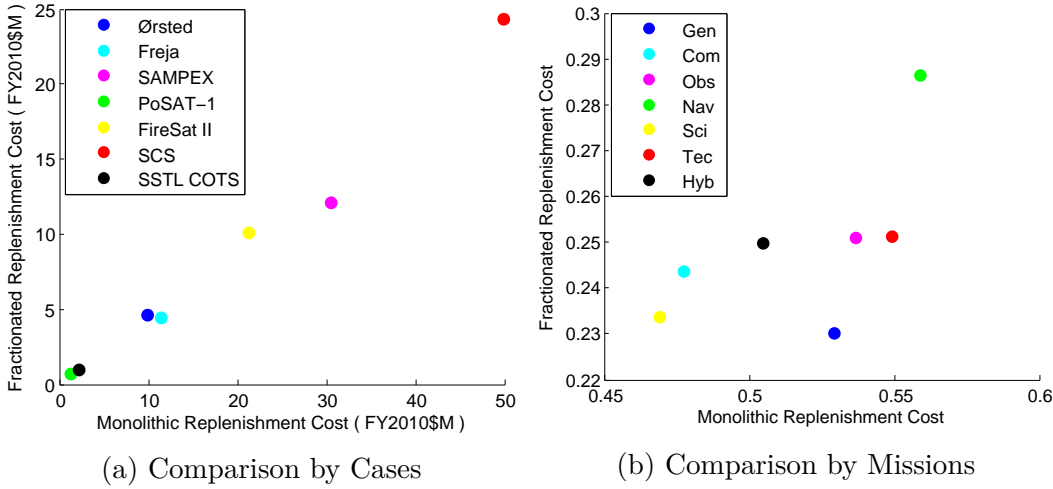 25
20
15
10
5
0
Fractionated Replenishment Cost ( FY2010$M )
Ørsted
Freja
SAMPEX
PoSAT−1
FireSat II
SCS
SSTL COTS
0 10 20 30 40 50
Monolithic Replenishment Cost ( FY2010$M )
(a) Comparison by Cases
0.3
0.29
0.28
0.27
0.26
0.25
0.24
0.23
0.22
Fractionated Replenishment Cost
Gen
Com
Obs
Nav
Sci
Tec
Hyb
0.45 0.5 0.55 0.6
Monolithic Replenishment Cost
(b) Comparison by Missions